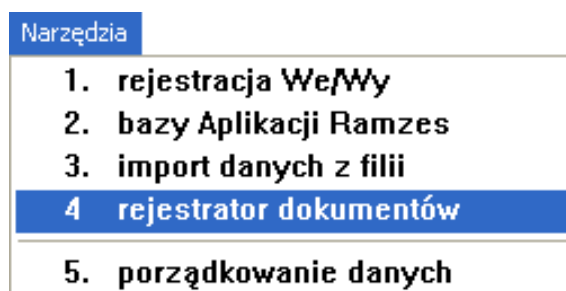 Narzędzia
1. rejestracja We/Wy
2. bazy Aplikacji Ramzes
3. import danych z filii
4 rejestrator dokumentów
5. porządkowanie danych